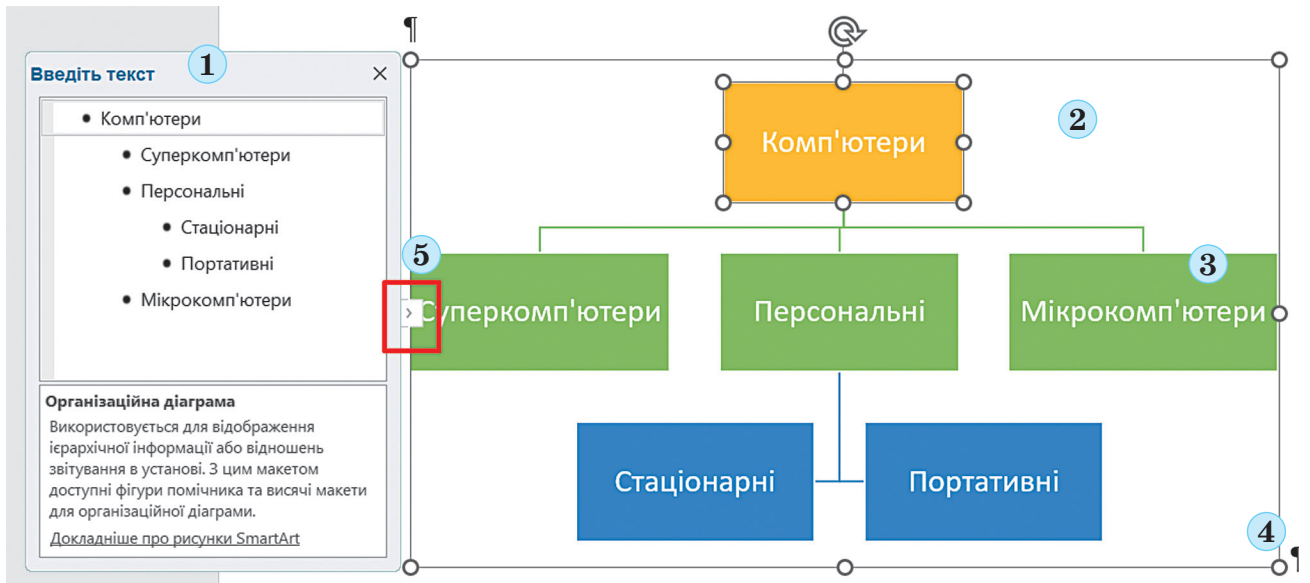 ¶
1
Введіть текст
• Комп'ютери
• Суперкомп'ютери
• Персональні
• Стаціонарні
• Портативні
• Мікрокомп'ютери
Організаційна діаграма
Використовується для відображення
ієрархічної інформації або відношень
звітування в установі. З цим макетом
доступні фігури помічника та висячі макети
для організаційної діаграми.
Докладніше про рисунки SmartArt
2
Комп'ютери
5
3
Суперкомп'ютери
Персональні
Мікрокомп'ютери
Стаціонарні
Портативні
4
¶